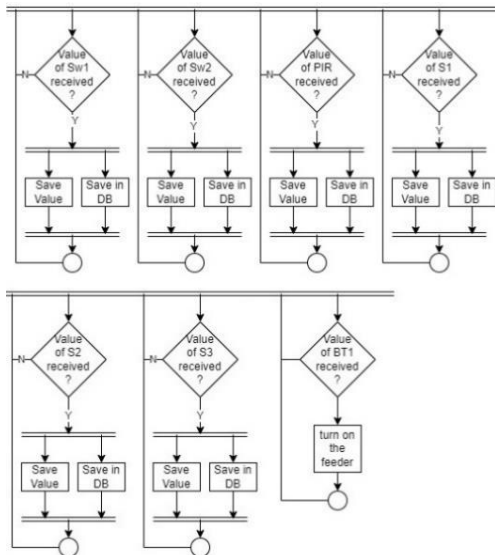 Value
of Sw1
received
?
N
Y
Save
Value
Save in
DB
Value
of Sw2
received
?
N
Y
Save
Value
Save in
DB
Value
of PIR
received
?
N
Y
Save
Value
Save in
DB
Value
of S1
received
?
N
Y
Save
Value
Save in
DB
Value
of S2
received
?
N
Y
Save
Value
Save in
DB
Value
of S3
received
?
N
Y
Save
Value
Save in
DB
Value
of BT1
received
?
turn on
the
feeder